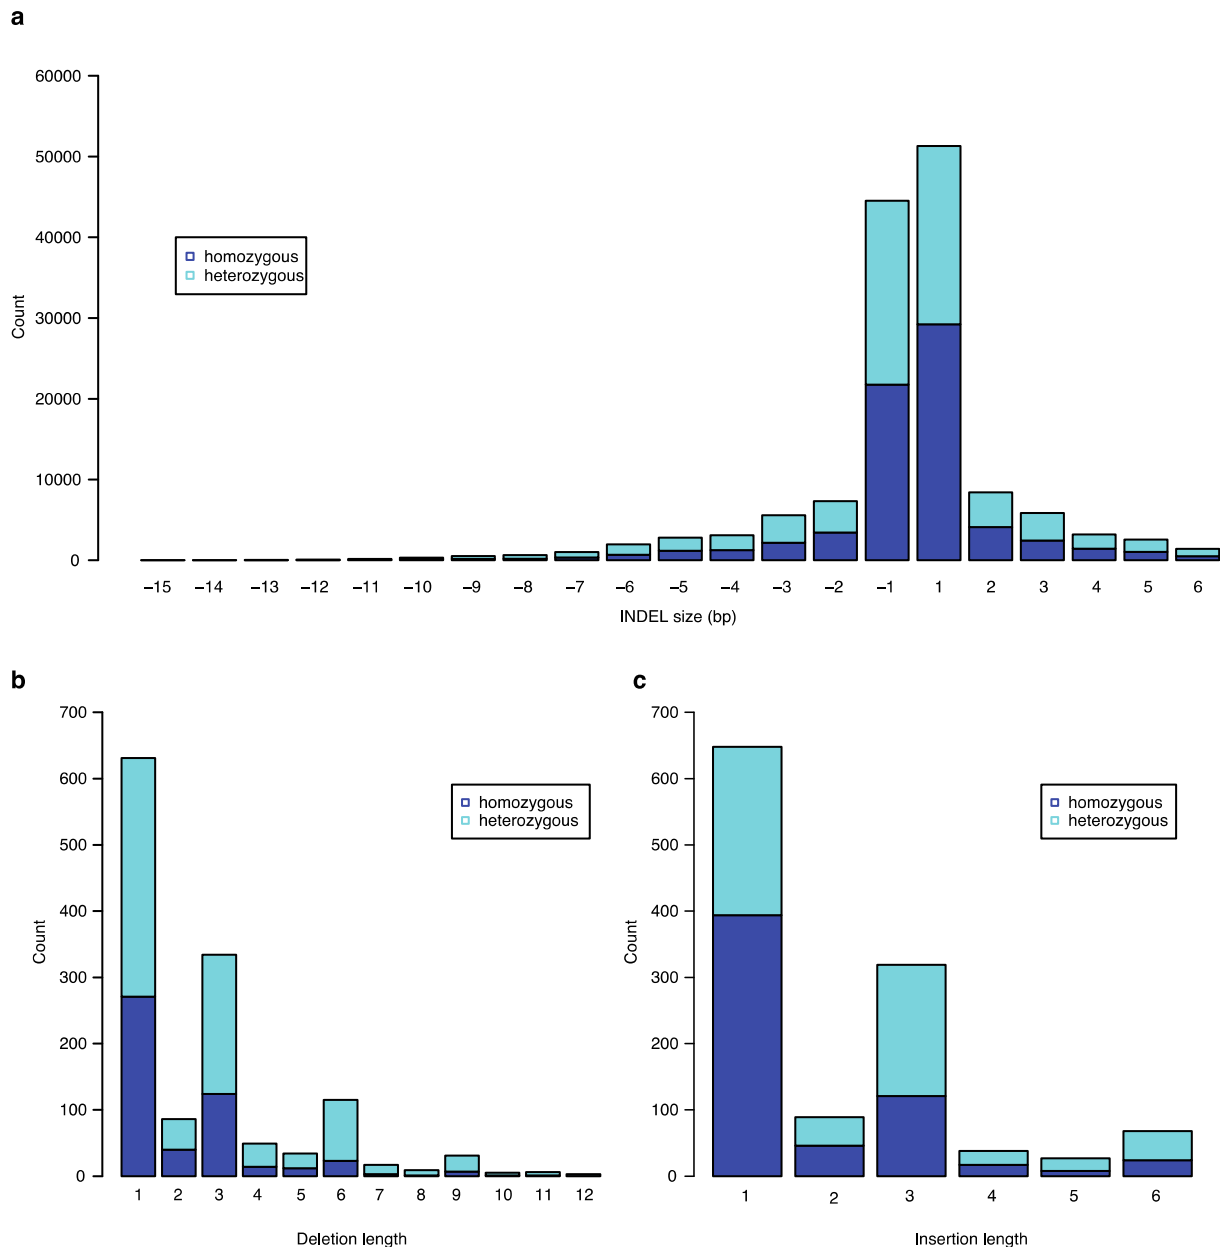 a
60000
50000
40000
30000
20000
10000
0
Count
homozygous
heterozygous
−15 −14 −13 −12 −11 −10 −9 −8 −7 −6 −5 −4 −3 −2 −1 1 2 3 4 5 6
INDEL size (bp)
b
700
600
500
400
300
200
100
0
Count
homozygous
heterozygous
1 2 3 4 5 6 7 8 9 10 11 12
Deletion length
c
700
600
500
400
300
200
100
0
Count
homozygous
heterozygous
1 2 3 4 5 6
Insertion length